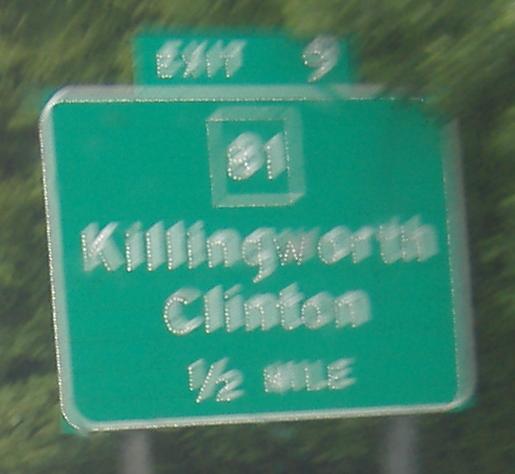 EXIT 9
81
Killingworth
Clinton
1/2 MILE